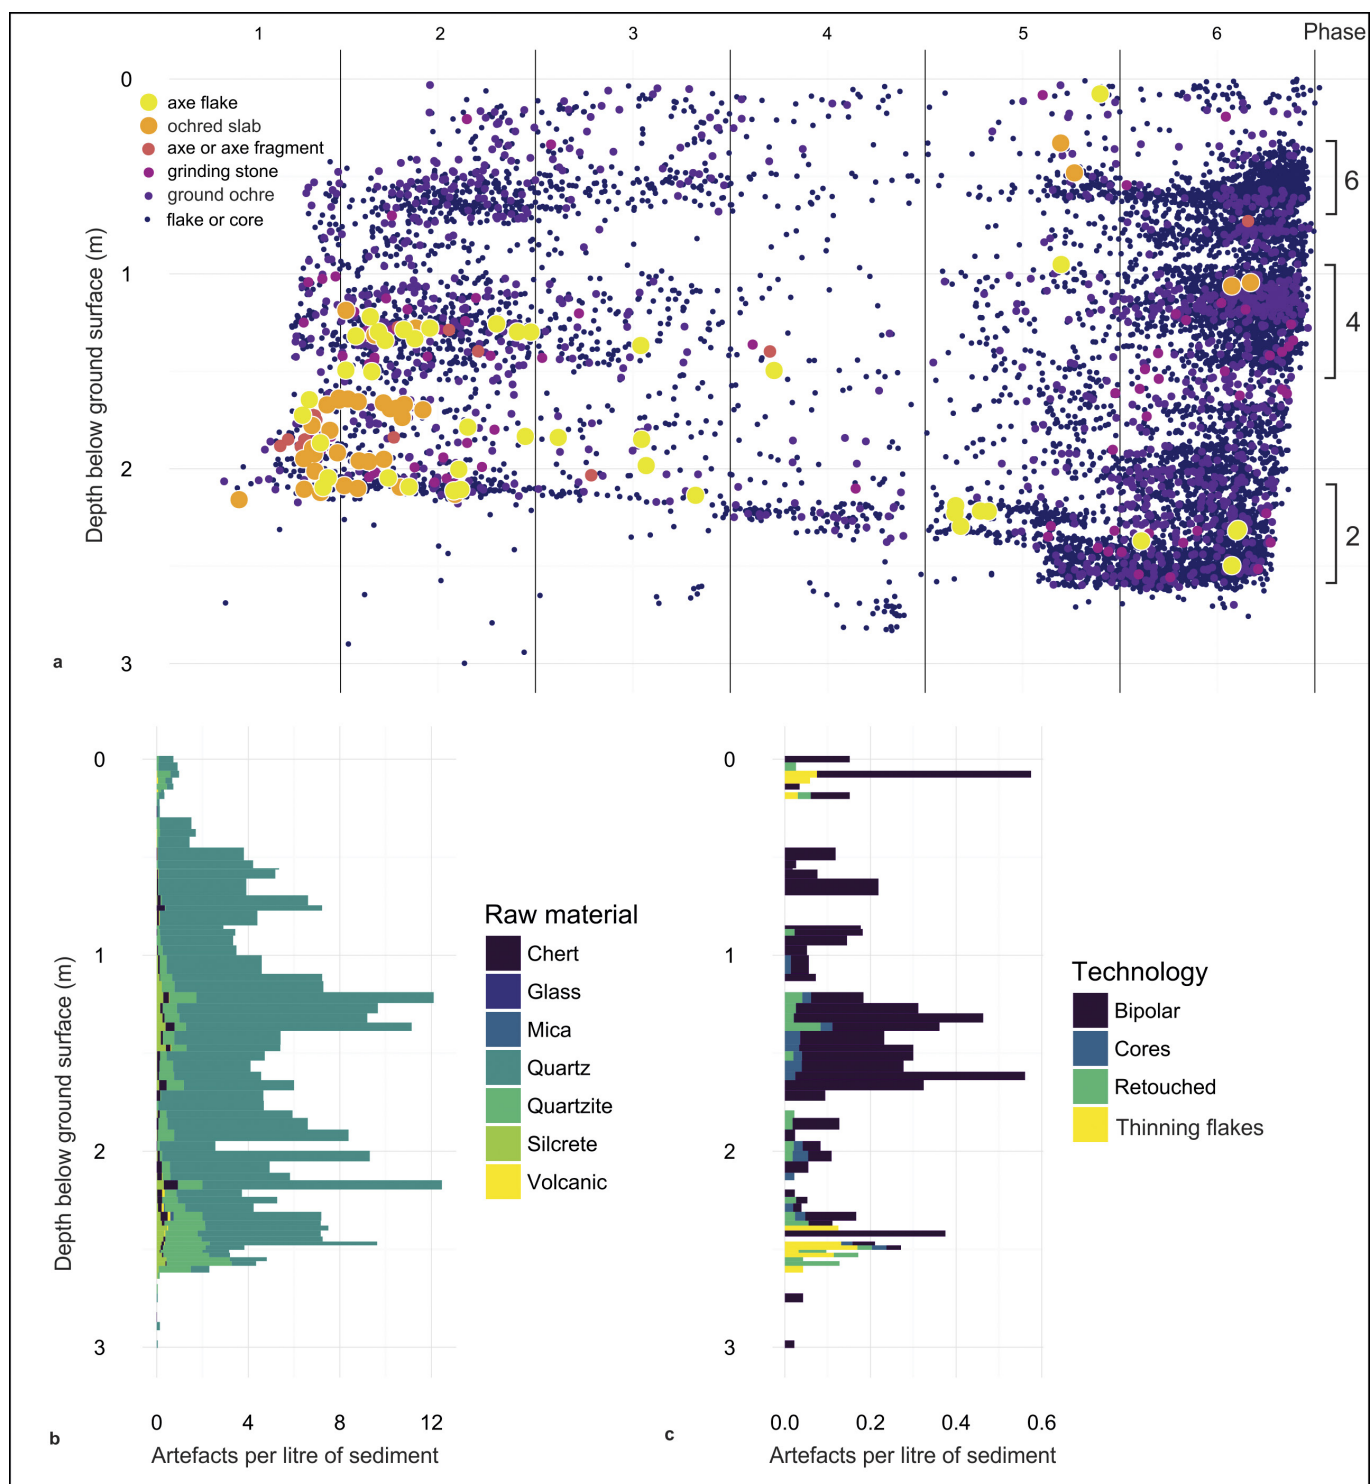 1 2 3 4 5 6 Phase
0
axe flake
ochred slab
axe or axe fragment
grinding stone
ground ochre
flake or core
6
1
4
2
2
3
Depth below ground surface (m)
a
0
1
2
3
Depth below ground surface (m)
0 4 8 12
Artefacts per litre of sediment
b
Raw material
Chert
Glass
Mica
Quartz
Quartzite
Silcrete
Volcanic
0
1
2
3
0.0 0.2 0.4 0.6
Artefacts per litre of sediment
c
Technology
Bipolar
Cores
Retouched
Thinning flakes